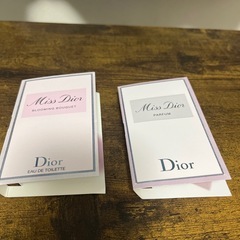 Miss Dior
BLOOMING BOUQUET
Dior
EAU DE TOILETTE
Miss Dior
PARFUM
Dior